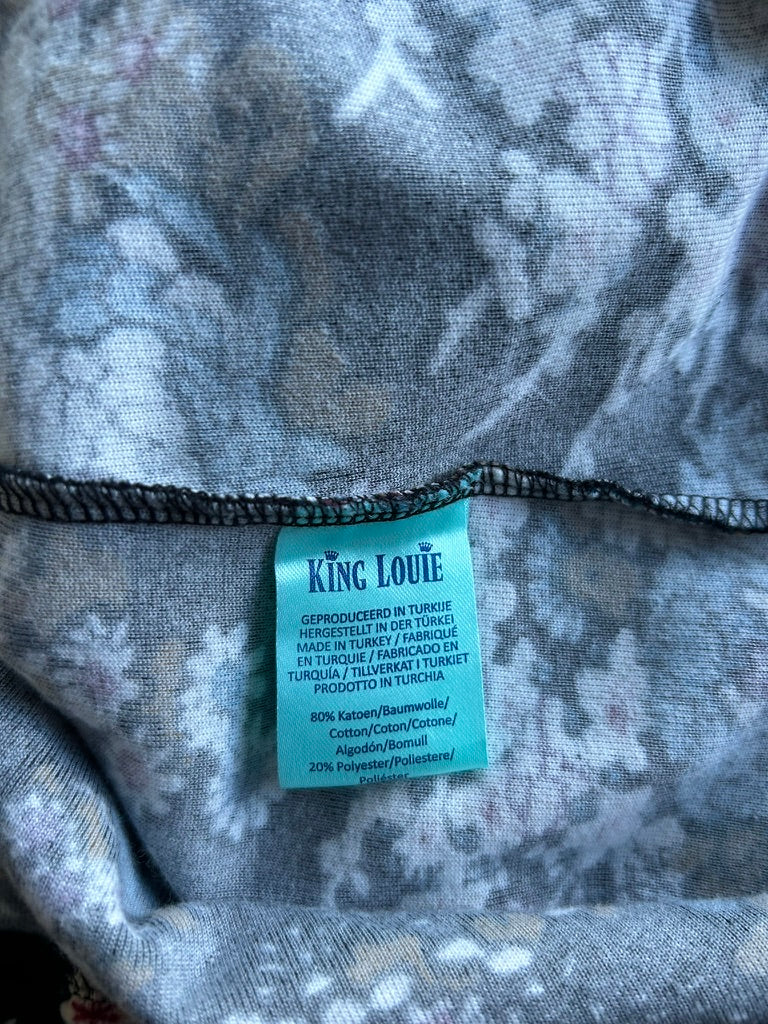 KING LOUIE
GEPRODUCEERD IN TURKIJE
HERGESTELLT IN DER TÜRKEI
MADE IN TURKEY / FABRIQUÉ
EN TURQUIE / FABRICADO EN
TURQUÍA / TILLVERKAT I TURKIET
PRODOTTO IN TURCHIA
80% Katoen/Baumwolle/
Cotton/Coton/Cotone/
Algodón/Bomull
20% Polyester/Poliestere/
Poliéster